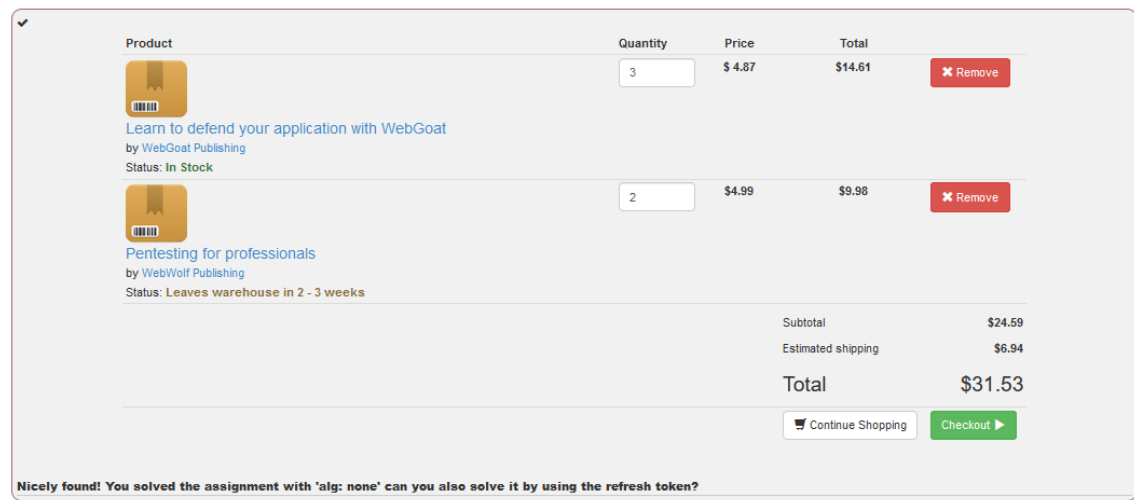 Product Quantity Price Total
3 $ 4.87 $14.61 Remove
Learn to defend your application with WebGoat
by WebGoat Publishing
Status: In Stock
2 $4.99 $9.98 Remove
Pentesting for professionals
by WebWolf Publishing
Status: Leaves warehouse in 2 - 3 weeks
Subtotal $24.59
Estimated shipping $6.94
Total $31.53
Continue Shopping Checkout
Nicely found! You solved the assignment with 'alg: none' can you also solve it by using the refresh token?